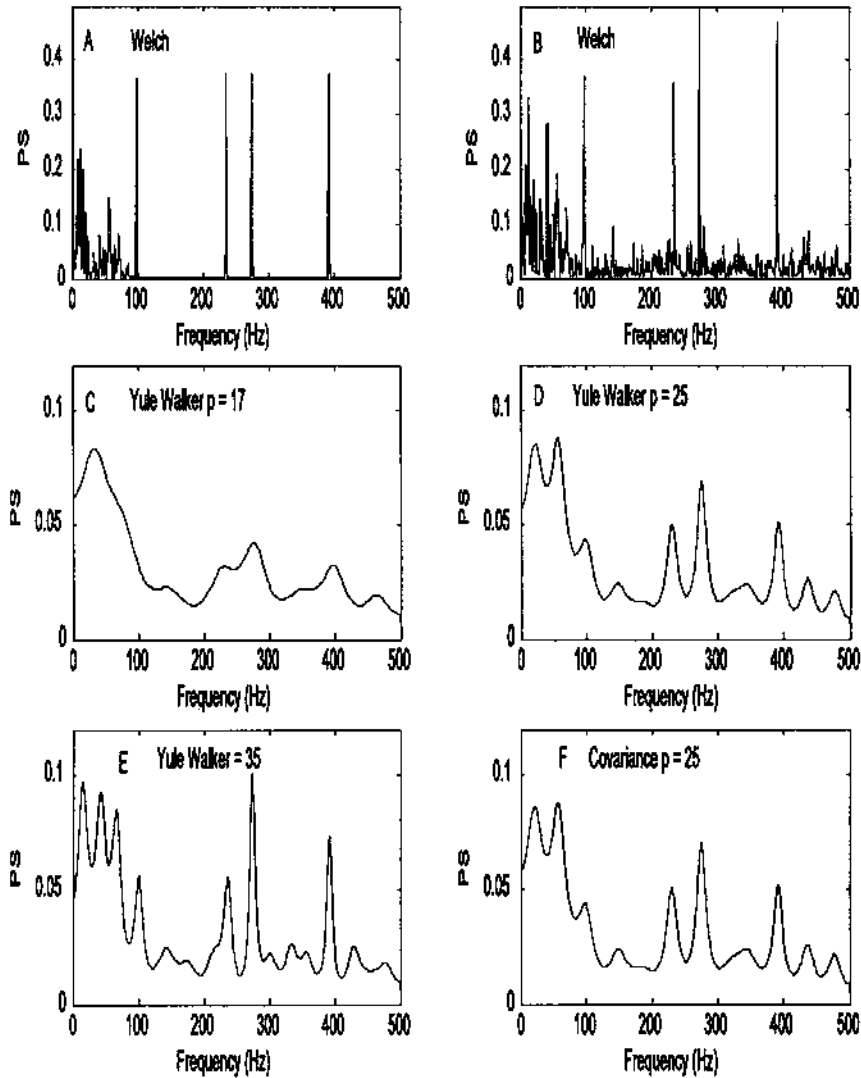 A Welch
0.4
0.3
0.2
0.1
0
PS
0 100 200 300 400 500
Frequency (Hz)
B Welch
0.4
0.3
0.2
0.1
0
PS
0 100 200 300 400 500
Frequency (Hz)
C Yule Walker p = 17
0.1
0.05
0
PS
0 100 200 300 400 500
Frequency (Hz)
D Yule Walker p = 25
0.1
0.05
0
PS
0 100 200 300 400 500
Frequency (Hz)
E Yule Walker = 35
0.1
0.05
0
PS
0 100 200 300 400 500
Frequency (Hz)
F Covariance p = 25
0.1
0.05
0
PS
0 100 200 300 400 500
Frequency (Hz)